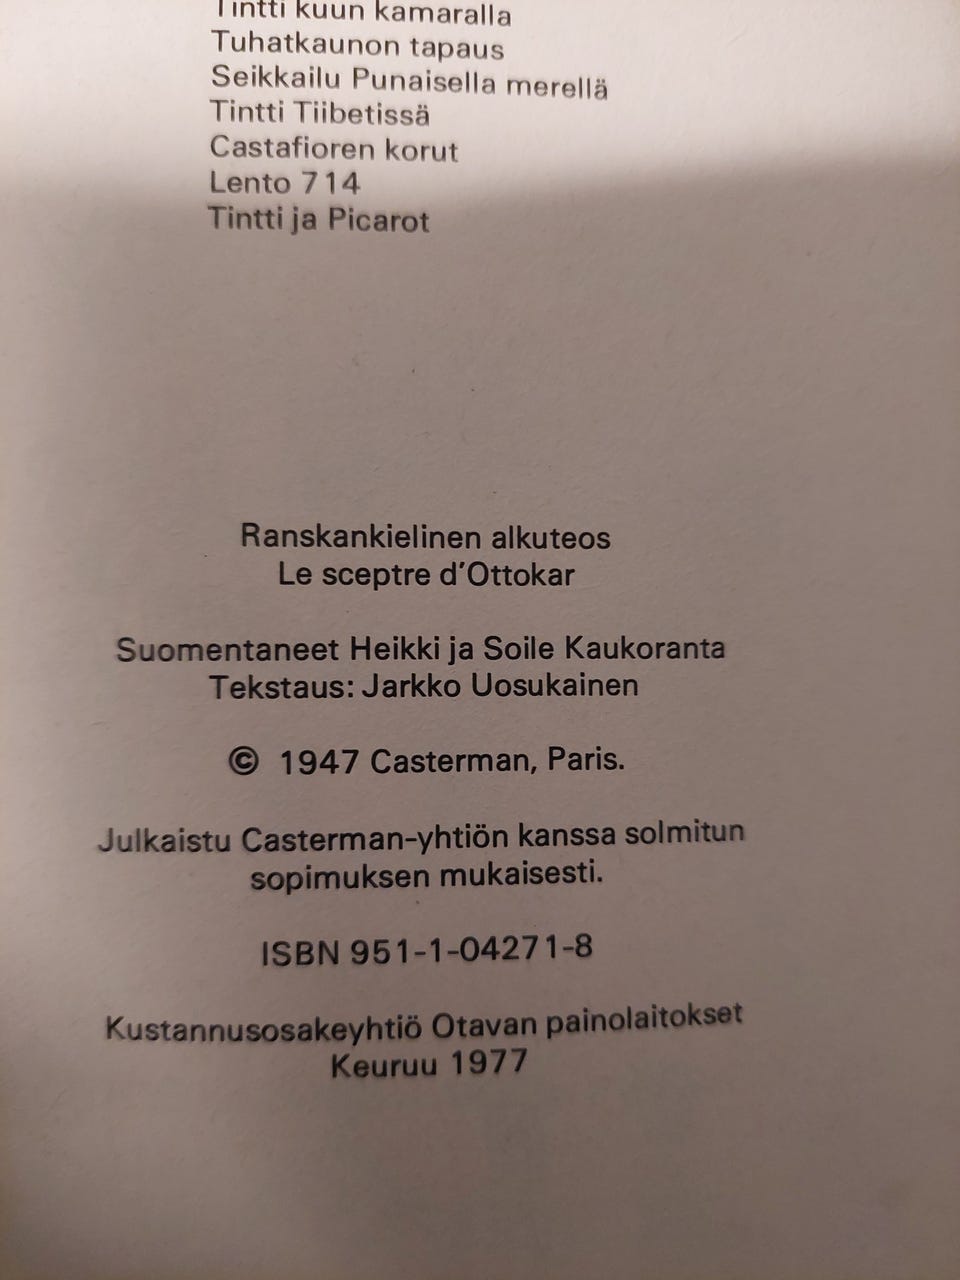 Tintti kuun kamaralla
Tuhatkaunon tapaus
Seikkailu Punaisella merellä
Tintti Tiibetissä
Castafioren korut
Lento 714
Tintti ja Picarot
Ranskankielinen alkuteos
Le sceptre d'Ottokar
Suomentaneet Heikki ja Soile Kaukoranta
Tekstaus: Jarkko Uosukainen
© 1947 Casterman, Paris.
Julkaistu Casterman-yhtiön kanssa solmitun
sopimuksen mukaisesti.
ISBN 951-1-04271-8
Kustannusosakeyhtiö Otavan painolaitokset
Keuruu 1977